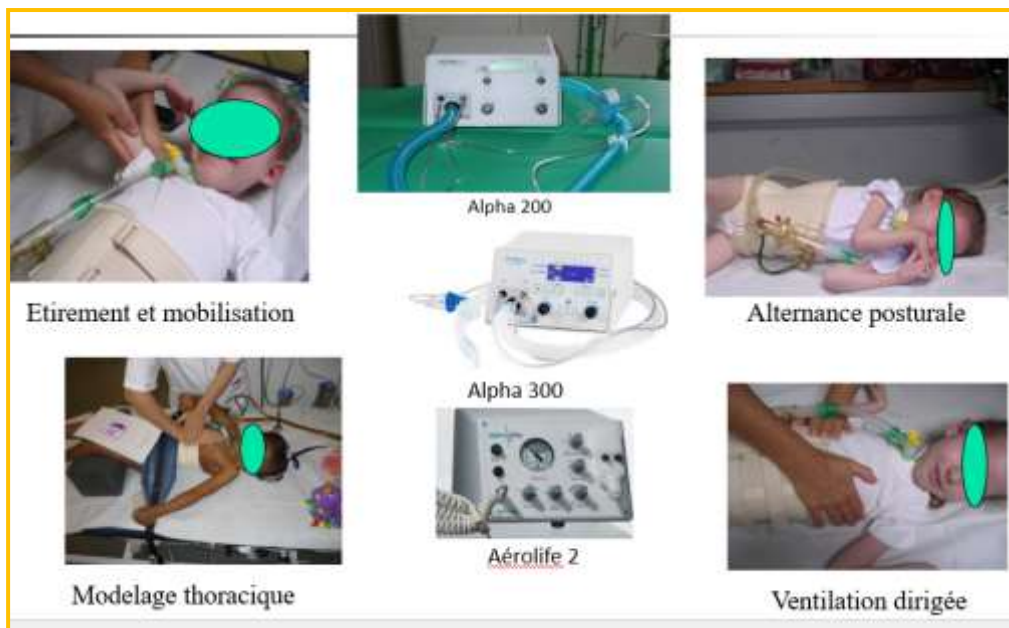 Alpha 200
Etirement et mobilisation
Alternance posturale
Alpha 300
Aérolife 2
Modelage thoracique
Ventilation dirigée